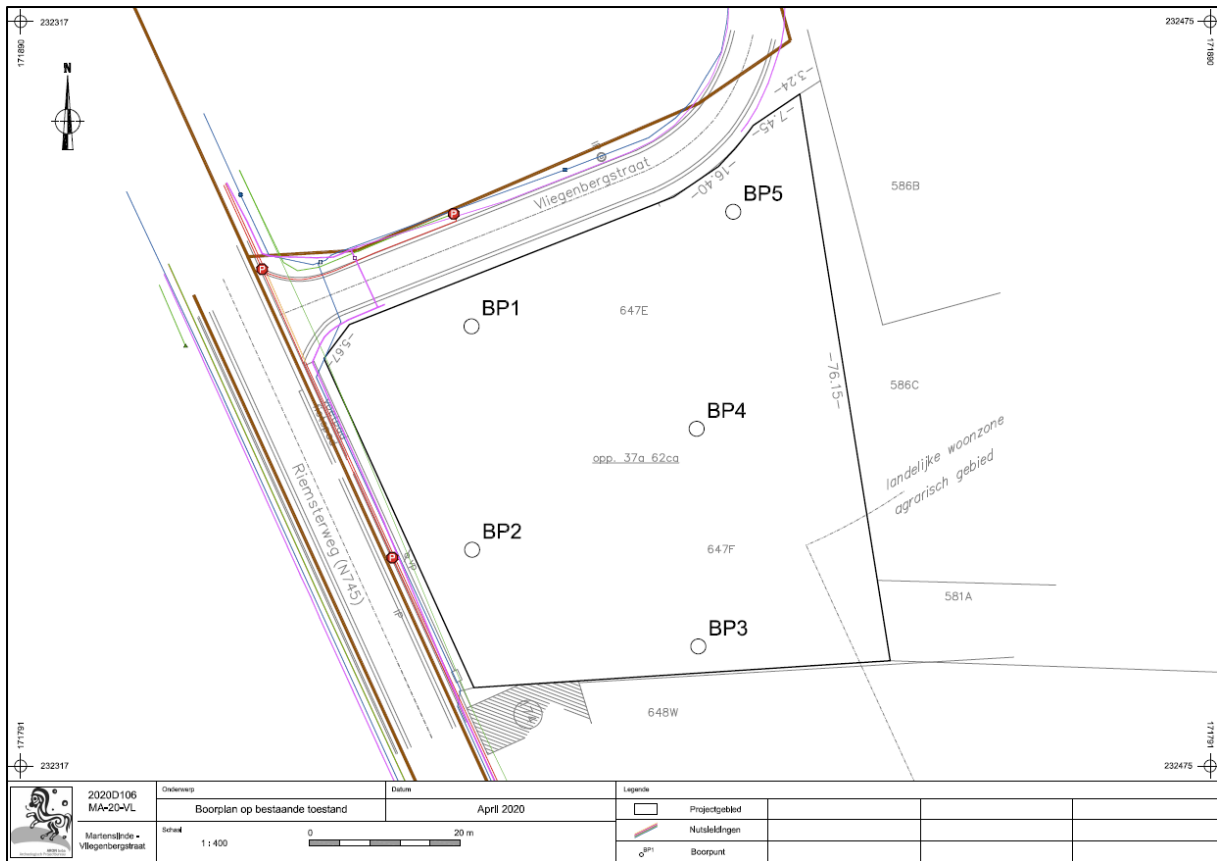 232317
232475
171890
171890
N
-3.24-
-7.45-
Vliegenbergstraat
-16.40-
586B
BP5
BP1
647E
-5.67-
-76.15-
586C
BP4
opp. 37a 62ca
landelijke woonzone
agrarisch gebied
Riemsterweg (N745)
BP2
647F
581A
BP3
648W
171791
171791
232317
232475
2020D106
MA-20-VL
Martenslinde -
Vliegenbergstraat
Onderwerp
Boorplan op bestaande toestand
Datum
April 2020
Schaal
1 : 400
0
20 m
Legende
Projectgebied
Nutsleidingen
BP1
Boorpunt
P
P
P